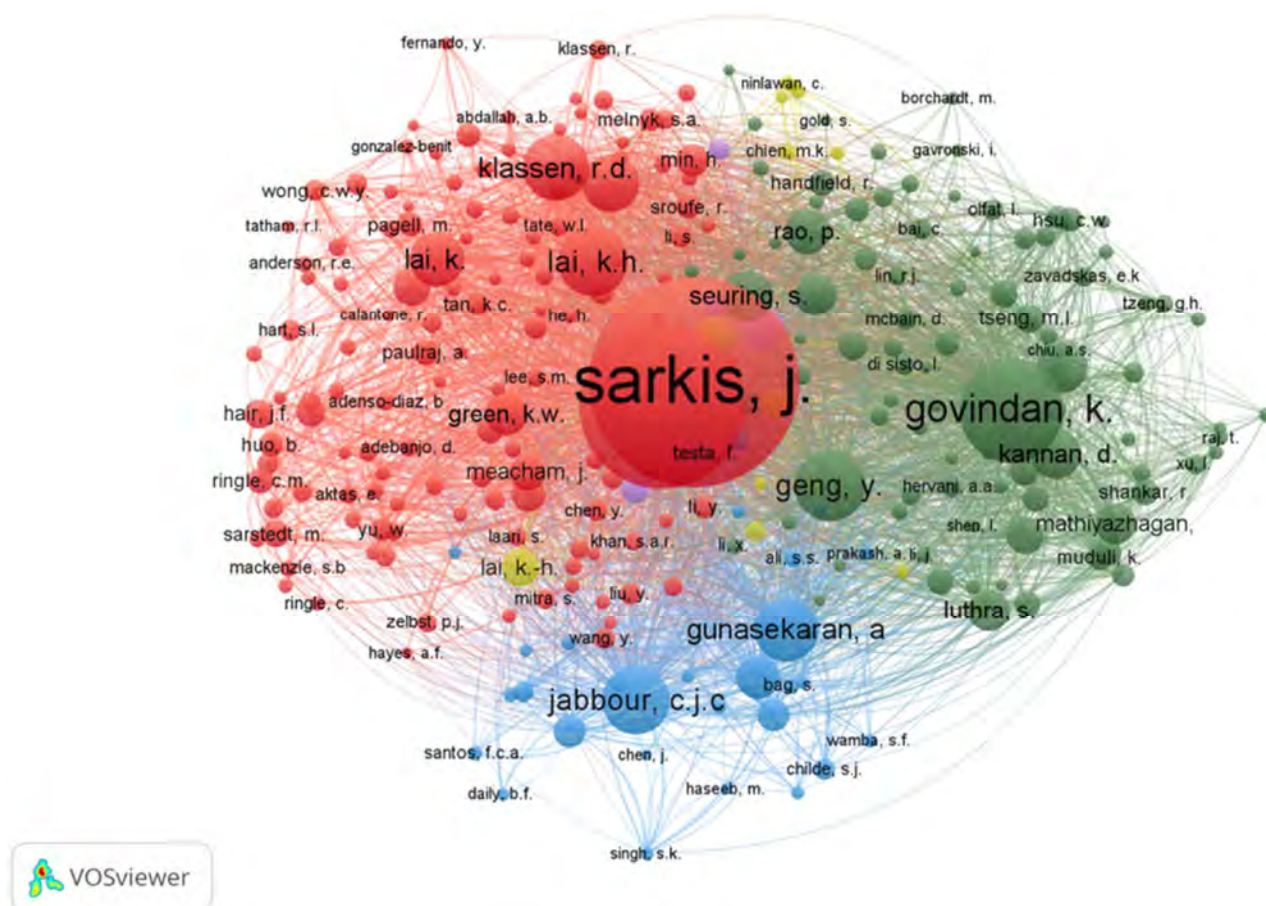 fernando, y.
klassen, r.
ninlawan, c.
borchardt, m.
abdallah, a.b.
melnyk, s.a.
gold, s.
gonzalez-benit
klassen, r.d.
min, h.
chien, m.k.
gavronski, i.
wong, c.w.y.
handfield, r.
sroufe, r.
tatham, r.l.
pagell, m.
tate, w.l.
li, s.
rao, p.
bai, c.
olfat, l.
hsu, c.w.
anderson, r.e.
lai, k.
lai, k.h.
lin, r.j.
zavadskas, e.k
tan, k.c.
seuring, s.
tzeng, g.h.
hart, s.l.
calantone, r.
he, h.
mcbain, d.
tseng, m.l.
paulraj, a.
chiu, a.s.
lee, s.m.
sarkis, j.
di sisto, l.
adenso-diaz, b
hair, j.f.
green, k.w.
govindan, k.
huo, b.
adebanjo, d.
testa, f.
kannan, d.
raj, t.
xu, l.
ringle, c.m.
aktas, e.
meacham, j.
geng, y.
hervani, a.a.
shankar, r
chen, y.
li, y.
sarstedt, m.
yu, w.
laari, s.
khan, s.a.r.
shen, l.
mathiyazhagan,
li, x.
mackenzie, s.b
lai, k.-h.
ali, s.s.
prakash, a.
li, j
muduli, k.
ringle, c.
mitra, s.
liu, y.
luthra, s.
zelbst, p.j.
wang, y.
gunasekaran, a
hayes, a.f.
jabbour, c.j.c
bag, s.
santos, f.c.a.
chen, j.
wamba, s.f.
childe, s.j.
daily, b.f.
haseeb, m.
singh, s.k.
VOSviewer